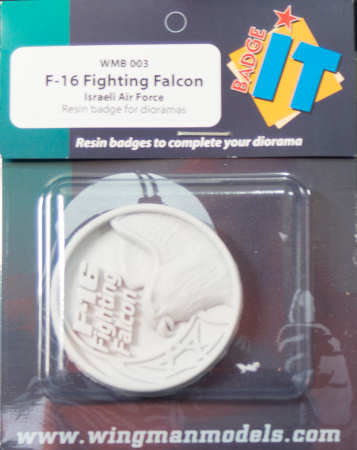 WMB 003
F-16 Fighting Falcon
Israeli Air Force
Resin badge for dioramas
BADGE
IT
Resin badges to complete your diorama
F-16
Fighting
Falcon
www.wingmanmodels.com